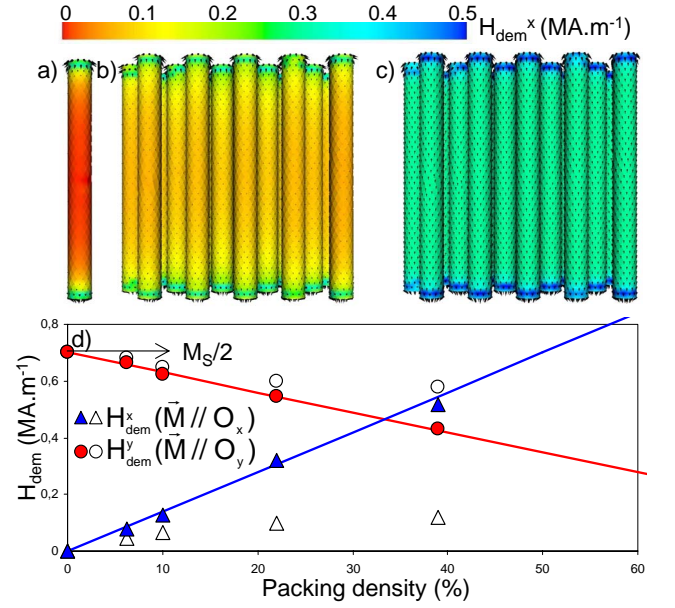 0 0.1 0.2 0.3 0.4 0.5 H_dem^x (MA.m^-1)
a) b) c)
0,8
d)
M_S/2
0,6
H_dem^x (M⃗ // O_x)
0,4
H_dem^y (M⃗ // O_y)
0,2
0
0 10 20 30 40 50 60
H_dem (MA.m^-1)
Packing density (%)